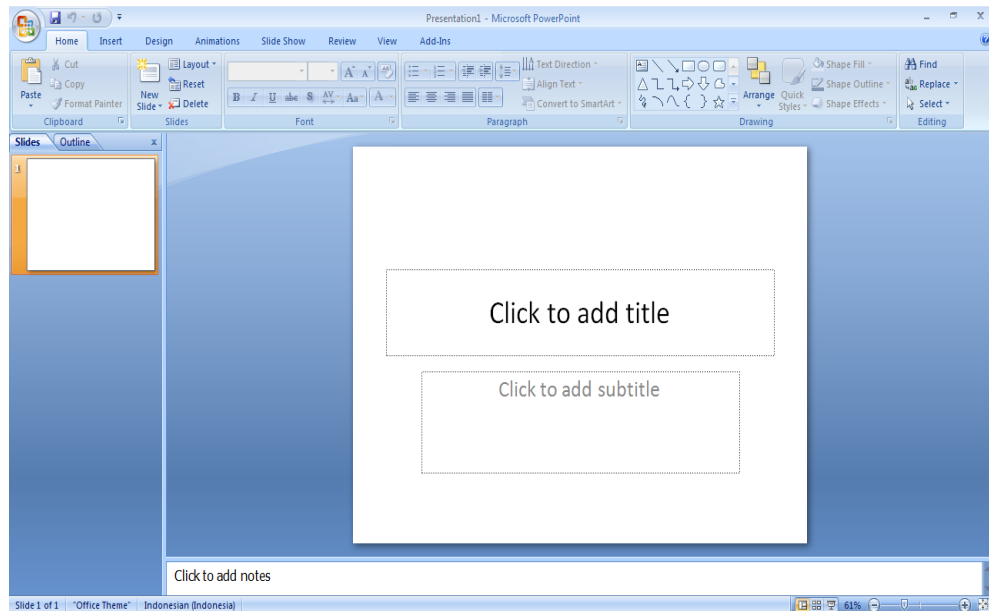 Presentation1 - Microsoft PowerPoint
Home Insert Design Animations Slide Show Review View Add-Ins
Paste
Cut
Copy
Format Painter
Clipboard
New Slide
Layout
Reset
Delete
Slides
B I U abc S AV Aa A
A A
Font
Text Direction
Align Text
Convert to SmartArt
Paragraph
Arrange
Quick Styles
Shape Fill
Shape Outline
Shape Effects
Drawing
Find
Replace
Select
Editing
Slides Outline x
1
Click to add title
Click to add subtitle
Click to add notes
Slide 1 of 1 "Office Theme" Indonesian (Indonesia) 61%